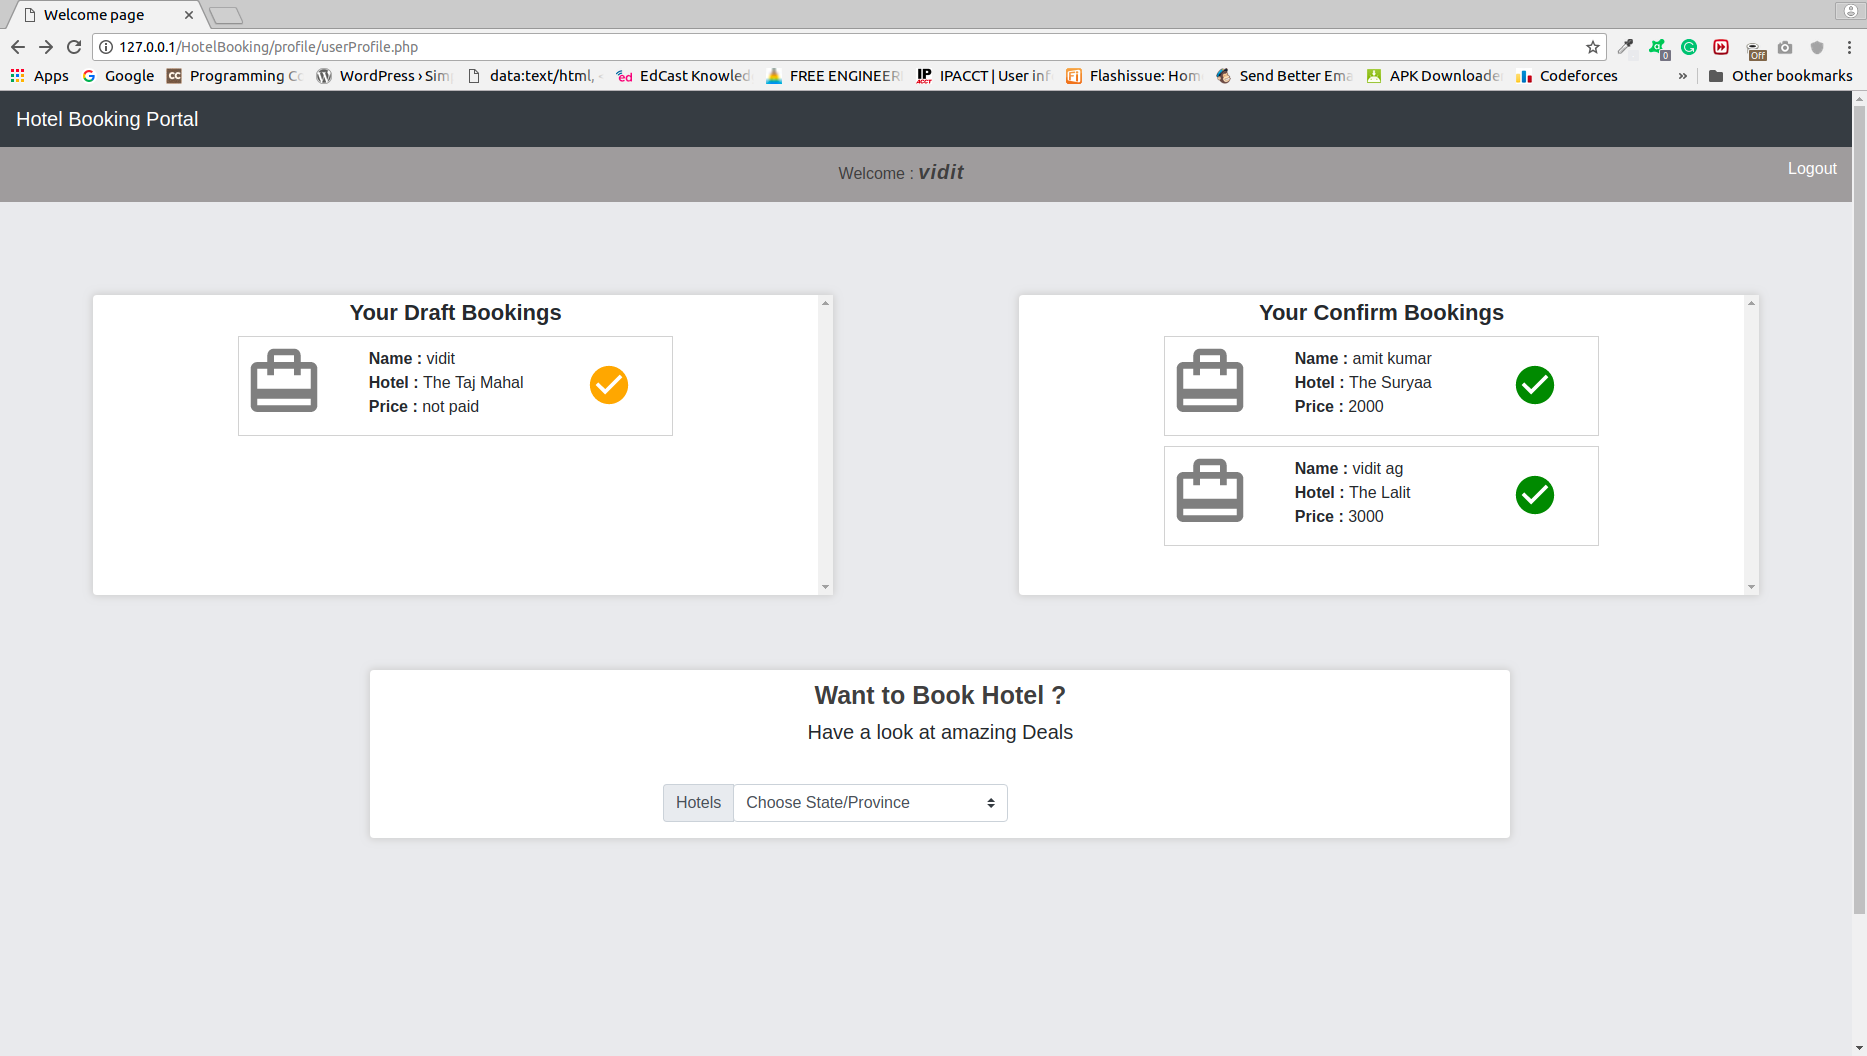 Welcome page
127.0.0.1/HotelBooking/profile/userProfile.php
0
Off
Apps
Google
Programming Co
WordPress › Sim
data:text/html,
EdCast Knowled
FREE ENGINEER
IPACCT | User inf
Flashissue: Hom
Send Better Ema
APK Downloade
Codeforces
»
Other bookmarks
Hotel Booking Portal
Welcome : vidit
Logout
Your Draft Bookings
Name : vidit
Hotel : The Taj Mahal
Price : not paid
Your Confirm Bookings
Name : amit kumar
Hotel : The Suryaa
Price : 2000
Name : vidit ag
Hotel : The Lalit
Price : 3000
Want to Book Hotel ?
Have a look at amazing Deals
Hotels
Choose State/Province